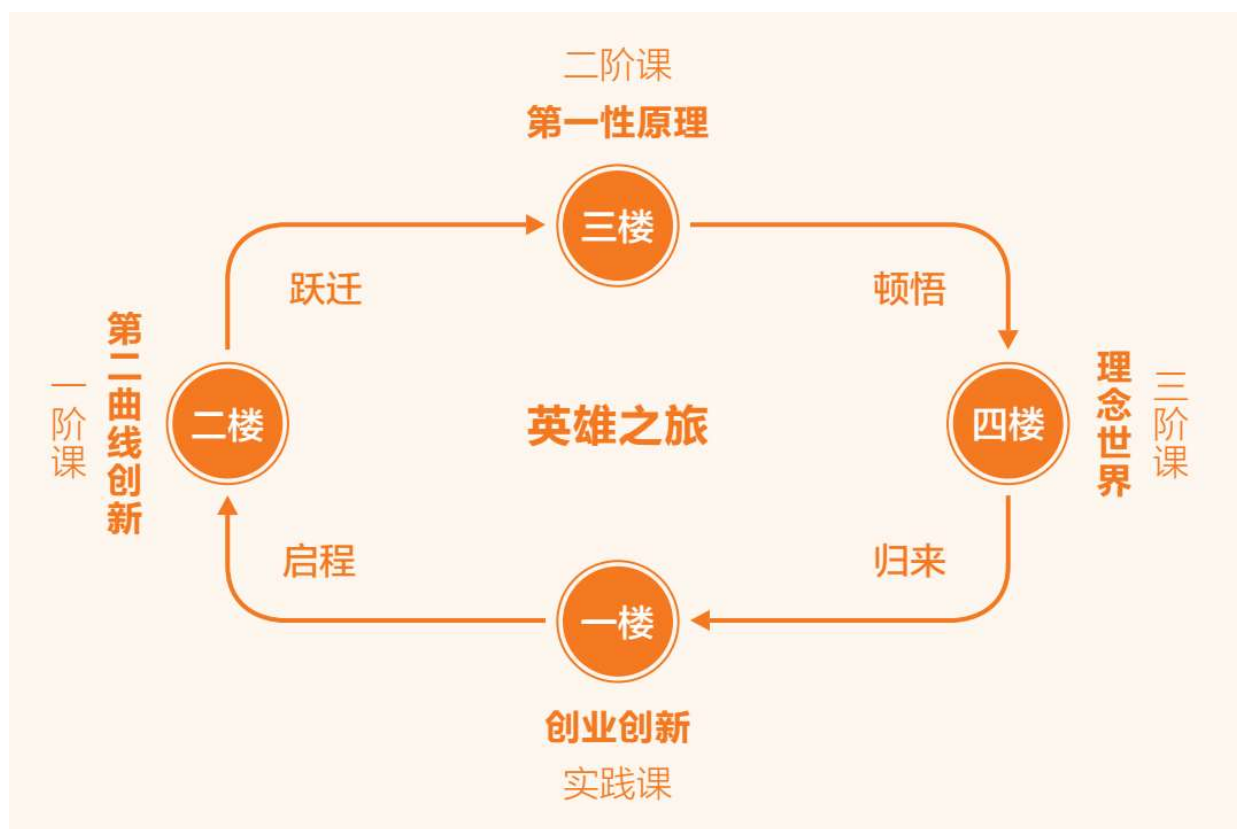 二阶课
第一性原理
三楼
跃迁
顿悟
一阶课
第二曲线创新
二楼
英雄之旅
四楼
理念世界
三阶课
启程
归来
一楼
创业创新
实践课